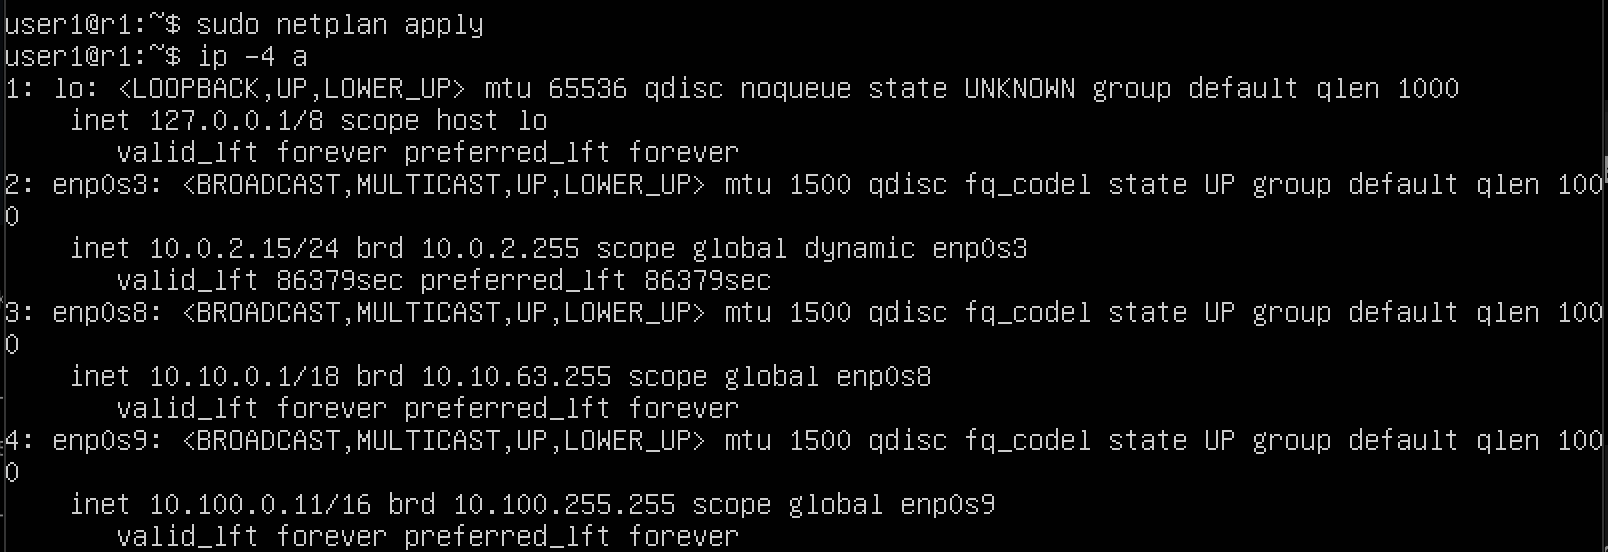 user1@r1:~$ sudo netplan apply
user1@r1:~$ ip -4 a
1: lo: <LOOPBACK,UP,LOWER_UP> mtu 65536 qdisc noqueue state UNKNOWN group default qlen 1000
    inet 127.0.0.1/8 scope host lo
       valid_lft forever preferred_lft forever
2: enp0s3: <BROADCAST,MULTICAST,UP,LOWER_UP> mtu 1500 qdisc fq_codel state UP group default qlen 100
0
    inet 10.0.2.15/24 brd 10.0.2.255 scope global dynamic enp0s3
       valid_lft 86379sec preferred_lft 86379sec
3: enp0s8: <BROADCAST,MULTICAST,UP,LOWER_UP> mtu 1500 qdisc fq_codel state UP group default qlen 100
0
    inet 10.10.0.1/18 brd 10.10.63.255 scope global enp0s8
       valid_lft forever preferred_lft forever
4: enp0s9: <BROADCAST,MULTICAST,UP,LOWER_UP> mtu 1500 qdisc fq_codel state UP group default qlen 100
0
    inet 10.100.0.11/16 brd 10.100.255.255 scope global enp0s9
       valid_lft forever preferred_lft forever